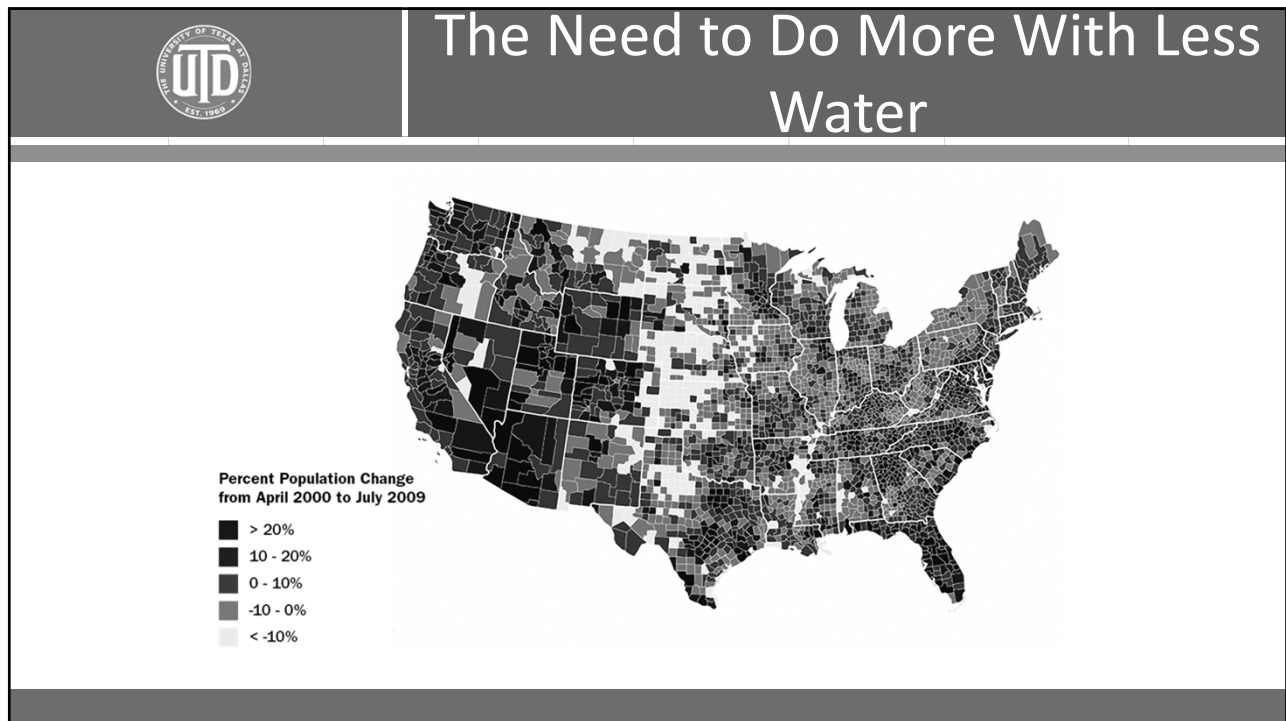 THE UNIVERSITY OF TEXAS AT DALLAS
UTD
EST. 1969
The Need to Do More With Less
Water
Percent Population Change
from April 2000 to July 2009
> 20%
10 - 20%
0 - 10%
-10 - 0%
< -10%